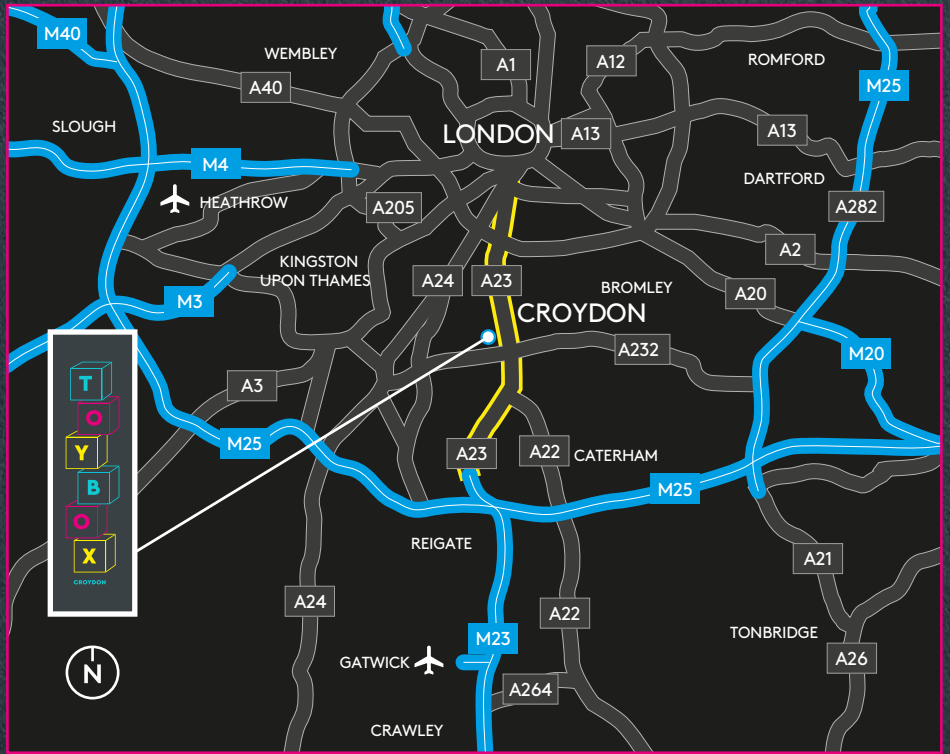 M40
WEMBLEY
A1
A12
ROMFORD
A40
M25
SLOUGH
LONDON
A13
A13
M4
DARTFORD
HEATHROW
A205
A282
A2
KINGSTON
UPON THAMES
A24
A23
BROMLEY
A20
M3
CROYDON
A232
M20
A3
T
O
Y
B
O
X
CROYDON
M25
A23
A22
CATERHAM
M25
REIGATE
A21
A24
A22
M23
TONBRIDGE
GATWICK
A26
N
A264
CRAWLEY